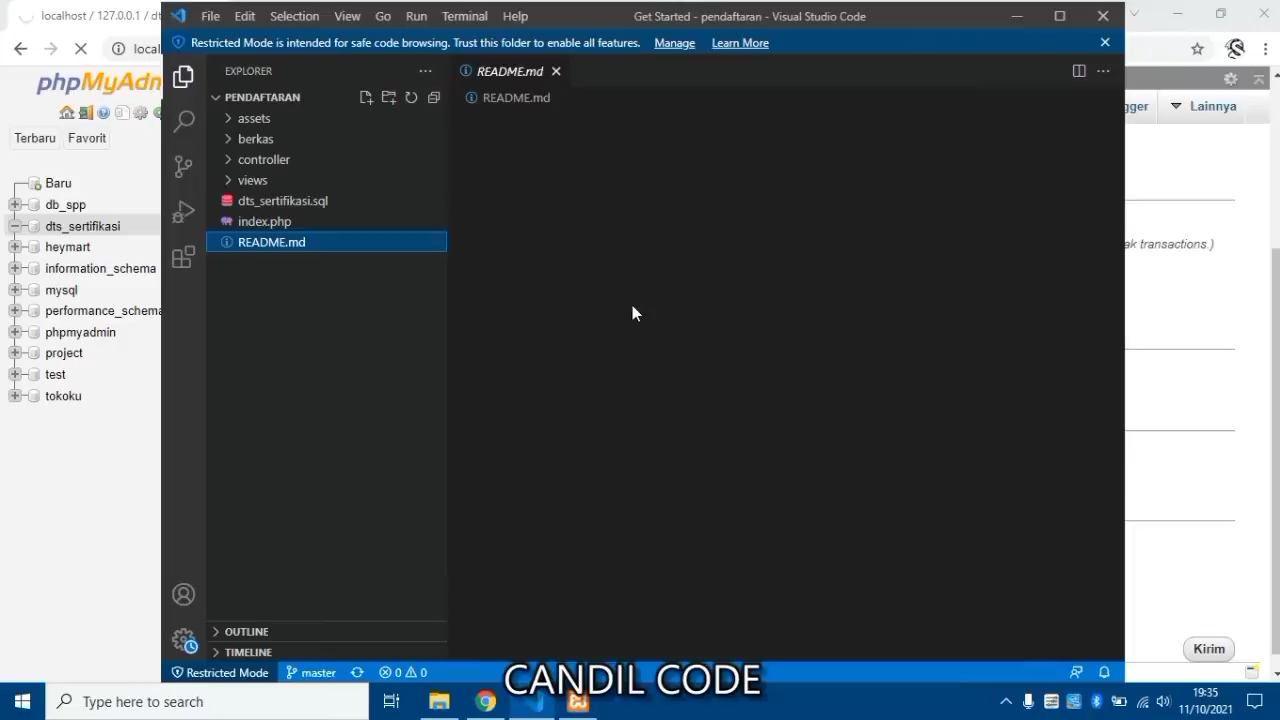 localhost / 127.0.0.1 / dt
File Edit Selection View Go Run Terminal Help
Get Started - pendaftaran - Visual Studio Code
Restricted Mode is intended for safe code browsing. Trust this folder to enable all features. Manage Learn More
local
phpMyAdm
Terbaru Favorit
Baru
db_spp
dts_sertifikasi
heymart
information_schema
mysql
performance_schema
phpmyadmin
project
test
tokoku
EXPLORER
PENDAFTARAN
assets
berkas
controller
views
dts_sertifikasi.sql
index.php
README.md
OUTLINE
TIMELINE
README.md
README.md
gger Lainnya
ak transactions.)
Kirim
Restricted Mode master 0 0
CANDIL CODE
Type here to search
19:35
11/10/2021